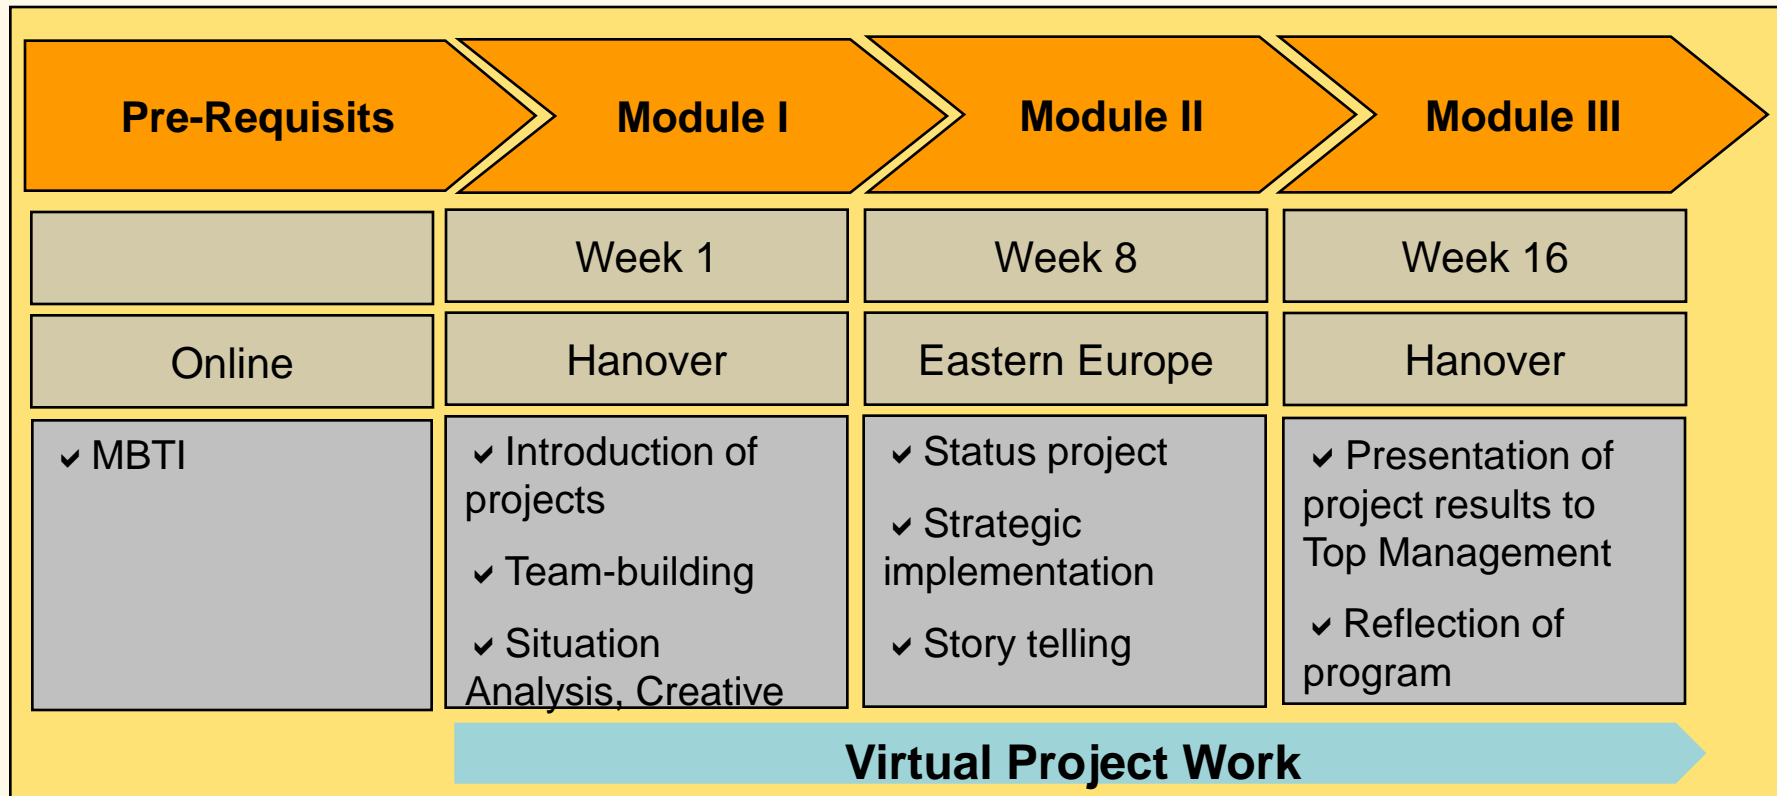 Pre-Requisits
Module I
Module II
Module III
Week 1
Week 8
Week 16
Online
Hanover
Eastern Europe
Hanover
✓ MBTI
✓ Introduction of
projects
✓ Team-building
✓ Situation
Analysis, Creative
✓ Status project
✓ Strategic
implementation
✓ Story telling
✓ Presentation of
project results to
Top Management
✓ Reflection of
program
Virtual Project Work